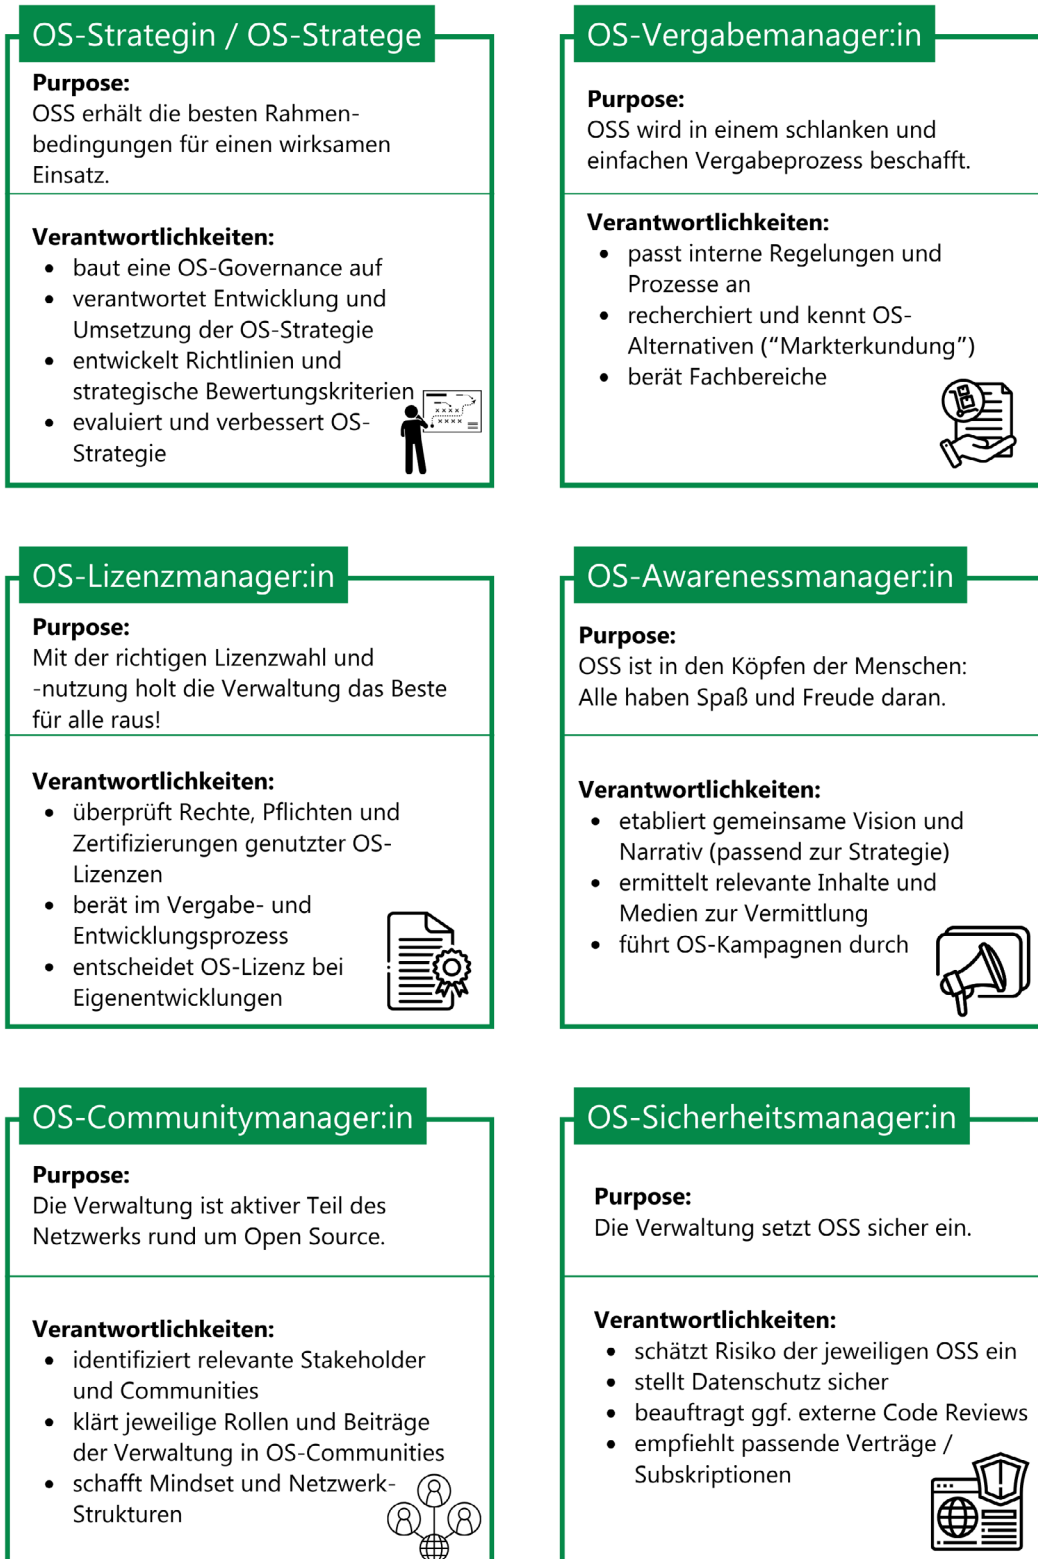 OS-Strategin / OS-Stratege
Purpose:
OSS erhält die besten Rahmen-
bedingungen für einen wirksamen
Einsatz.
Verantwortlichkeiten:
• baut eine OS-Governance auf
• verantwortet Entwicklung und
Umsetzung der OS-Strategie
• entwickelt Richtlinien und
strategische Bewertungskriterien
• evaluiert und verbessert OS-
Strategie
OS-Vergabemanager:in
Purpose:
OSS wird in einem schlanken und
einfachen Vergabeprozess beschafft.
Verantwortlichkeiten:
• passt interne Regelungen und
Prozesse an
• recherchiert und kennt OS-
Alternativen (“Markterkundung”)
• berät Fachbereiche
OS-Lizenzmanager:in
Purpose:
Mit der richtigen Lizenzwahl und
-nutzung holt die Verwaltung das Beste
für alle raus!
Verantwortlichkeiten:
• überprüft Rechte, Pflichten und
Zertifizierungen genutzter OS-
Lizenzen
• berät im Vergabe- und
Entwicklungsprozess
• entscheidet OS-Lizenz bei
Eigenentwicklungen
OS-Awarenessmanager:in
Purpose:
OSS ist in den Köpfen der Menschen:
Alle haben Spaß und Freude daran.
Verantwortlichkeiten:
• etabliert gemeinsame Vision und
Narrativ (passend zur Strategie)
• ermittelt relevante Inhalte und
Medien zur Vermittlung
• führt OS-Kampagnen durch
OS-Communitymanager:in
Purpose:
Die Verwaltung ist aktiver Teil des
Netzwerks rund um Open Source.
Verantwortlichkeiten:
• identifiziert relevante Stakeholder
und Communities
• klärt jeweilige Rollen und Beiträge
der Verwaltung in OS-Communities
• schafft Mindset und Netzwerk-
Strukturen
OS-Sicherheitsmanager:in
Purpose:
Die Verwaltung setzt OSS sicher ein.
Verantwortlichkeiten:
• schätzt Risiko der jeweiligen OSS ein
• stellt Datenschutz sicher
• beauftragt ggf. externe Code Reviews
• empfiehlt passende Verträge /
Subskriptionen